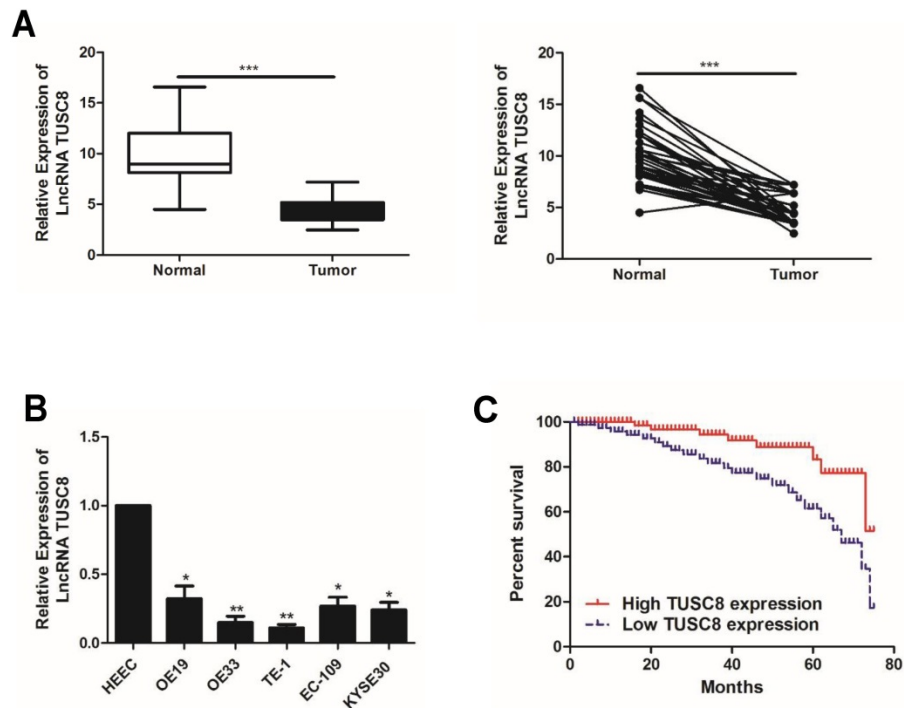 A
Relative Expression of
LncRNA TUSC8
20
15
10
5
0
***
Normal
Tumor
Relative Expression of
LncRNA TUSC8
20
15
10
5
0
***
Normal
Tumor
B
Relative Expression of
LncRNA TUSC8
1.5
1.0
0.5
0.0
*
**
**
*
*
HEEC
OE19
OE33
TE-1
EC-109
KYSE30
C
Percent survival
100
80
60
40
20
0
High TUSC8 expression
Low TUSC8 expression
0
20
40
60
80
Months